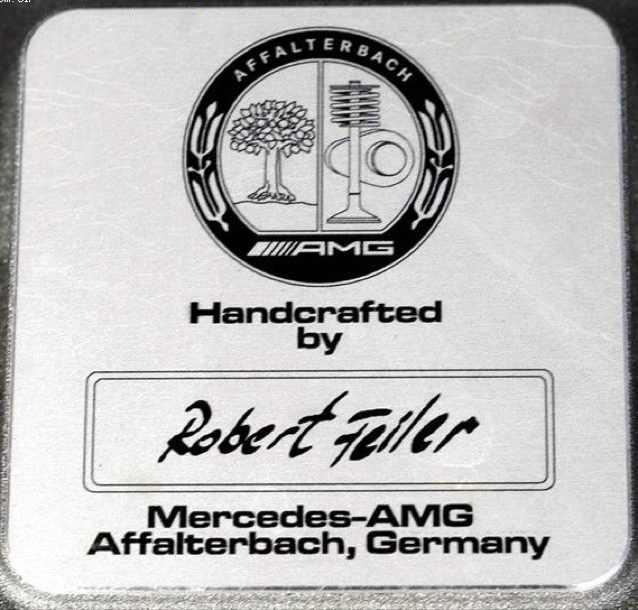 AFFALTERBACH
AMG
Handcrafted
by
Robert Feiler
Mercedes-AMG
Affalterbach, Germany